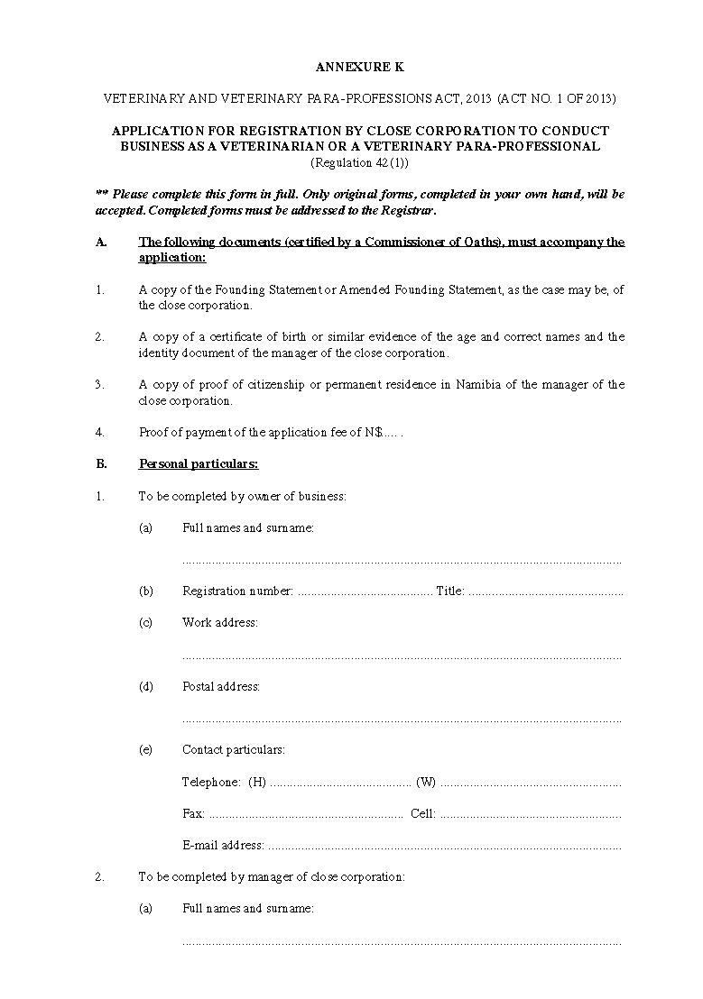 ANNEXURE K
VETERINARY AND VETERINARY PARA-PROFESSIONS ACT, 2013 (ACT NO. 1 OF 2013)
APPLICATION FOR REGISTRATION BY CLOSE CORPORATION TO CONDUCT
BUSINESS AS A VETERINARIAN OR A VETERINARY PARA-PROFESSIONAL
(Regulation 42(1))
** Please complete this form in full. Only original forms, completed in your own hand, will be
accepted. Completed forms must be addressed to the Registrar.
A. The following documents (certified by a Commissioner of Oaths), must accompany the
application:
1. A copy of the Founding Statement or Amended Founding Statement, as the case may be, of
the close corporation.
2. A copy of a certificate of birth or similar evidence of the age and correct names and the
identity document of the manager of the close corporation.
3. A copy of proof of citizenship or permanent residence in Namibia of the manager of the
close corporation.
4. Proof of payment of the application fee of N$..... .
B. Personal particulars:
1. To be completed by owner of business:
(a) Full names and surname:
.....................................................................................................................................
(b) Registration number: ......................................... Title: ...............................................
(c) Work address:
.....................................................................................................................................
(d) Postal address:
.....................................................................................................................................
(e) Contact particulars:
Telephone: (H) ........................................... (W) .......................................................
Fax: ........................................................... Cell: .......................................................
E-mail address: ...........................................................................................................
2. To be completed by manager of close corporation:
(a) Full names and surname:
.....................................................................................................................................